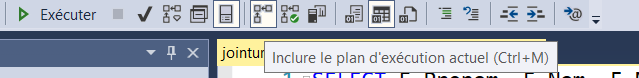 Exécuter
jointur
Inclure le plan d'exécution actuel (Ctrl+M)
1
SELECT